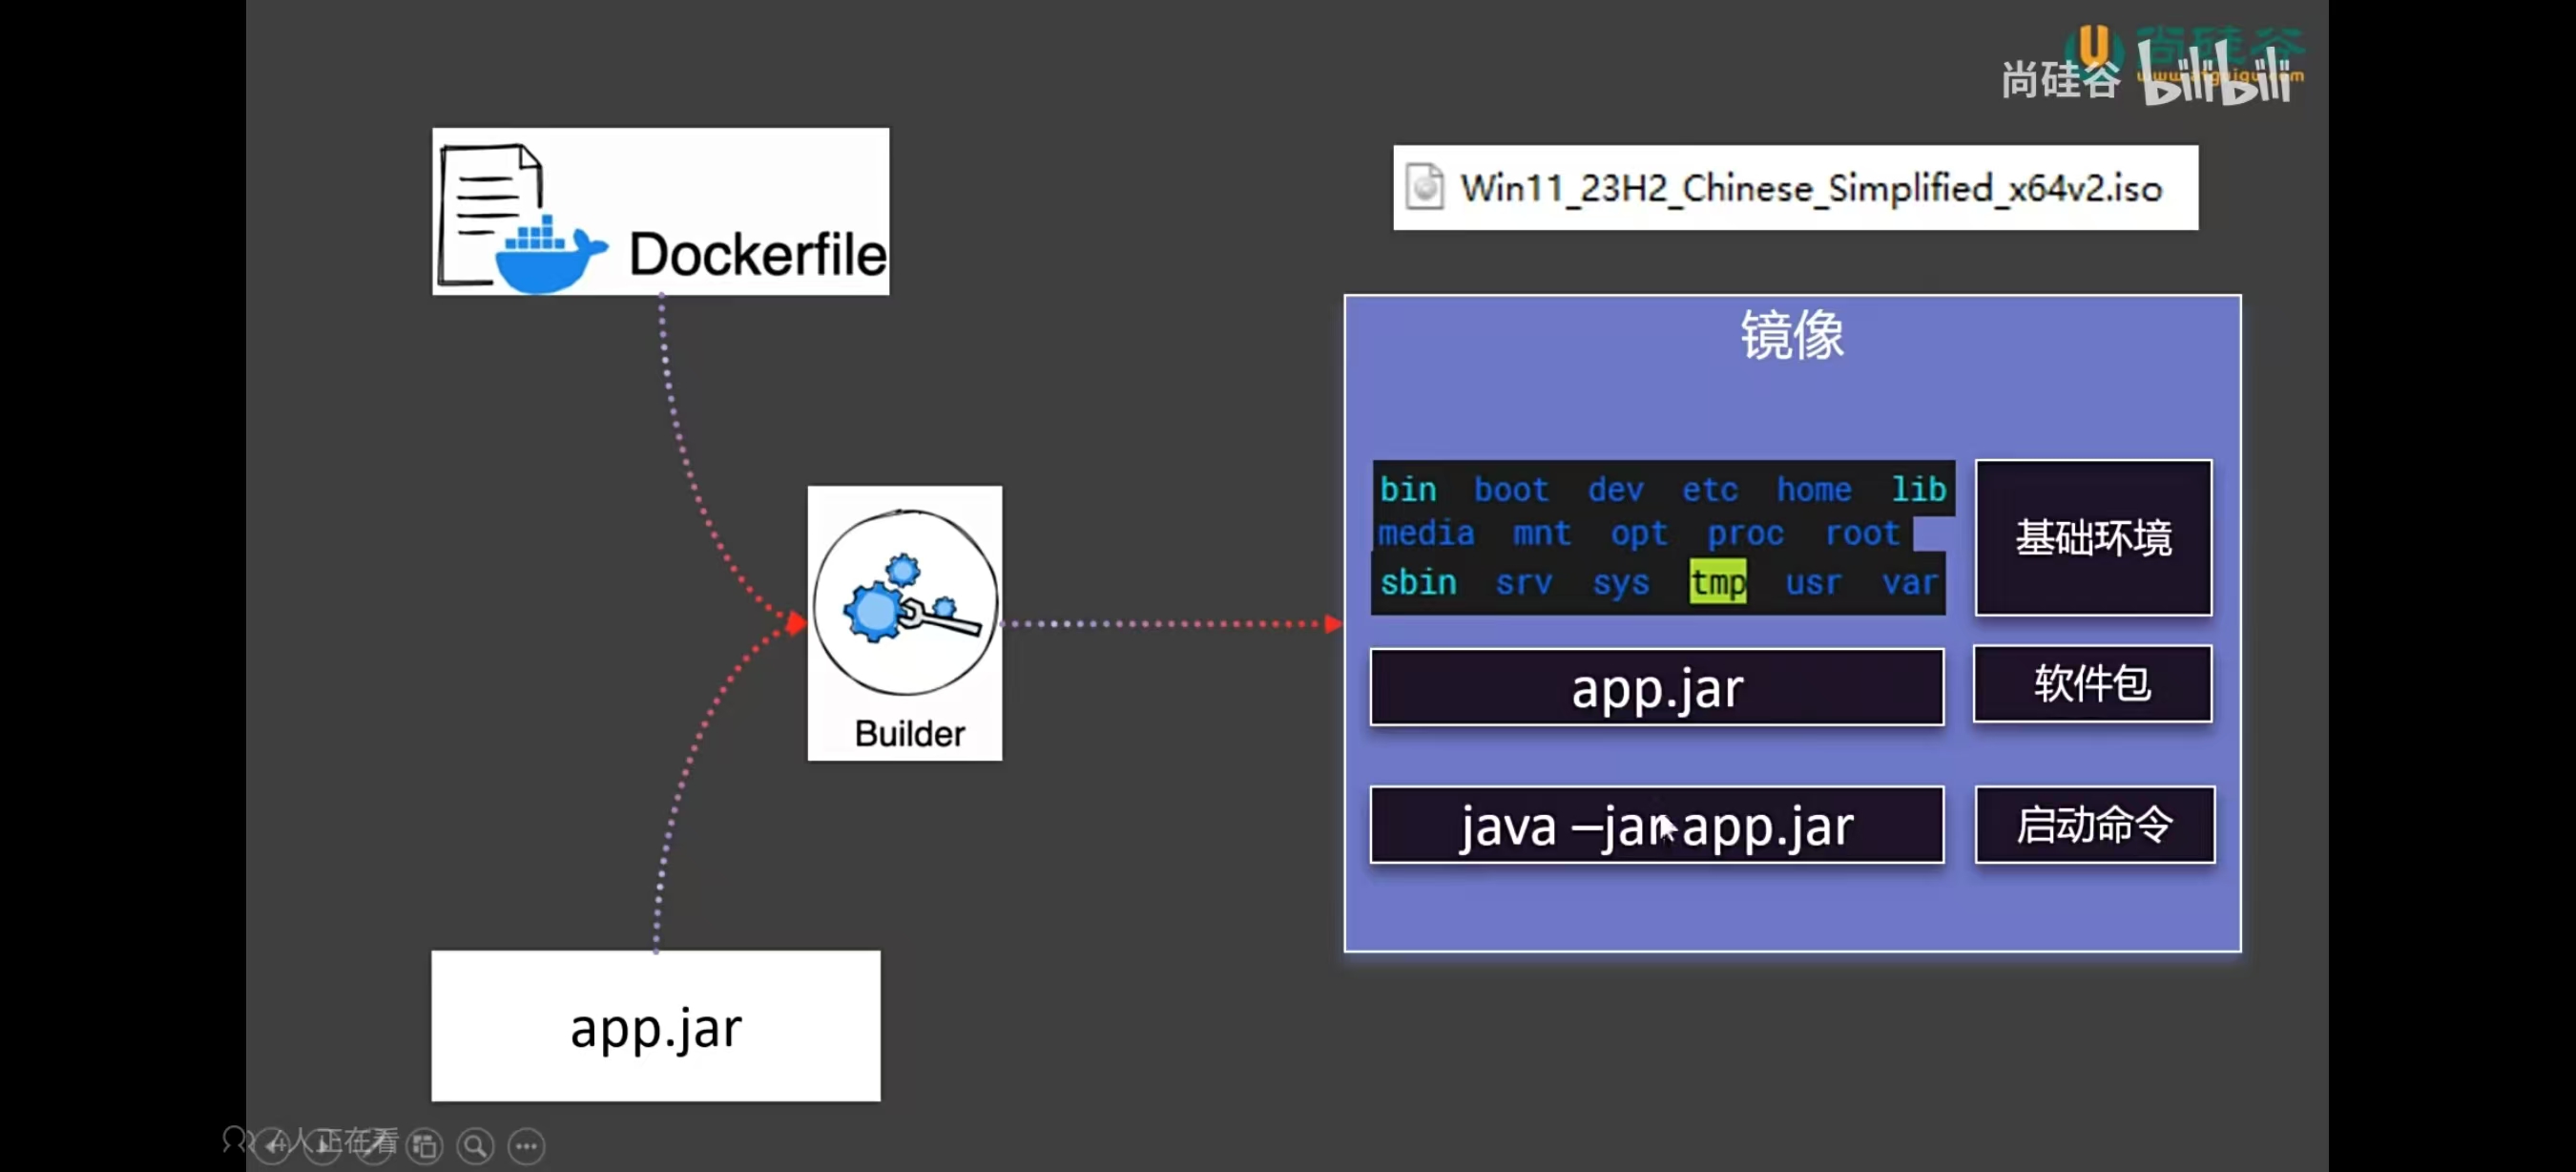 尚硅谷 bilibili
Dockerfile
Win11_23H2_Chinese_Simplified_x64v2.iso
镜像
bin boot dev etc home lib
media mnt opt proc root
sbin srv sys tmp usr var
基础环境
Builder
app.jar
软件包
java –jar app.jar
启动命令
app.jar
4人正在看